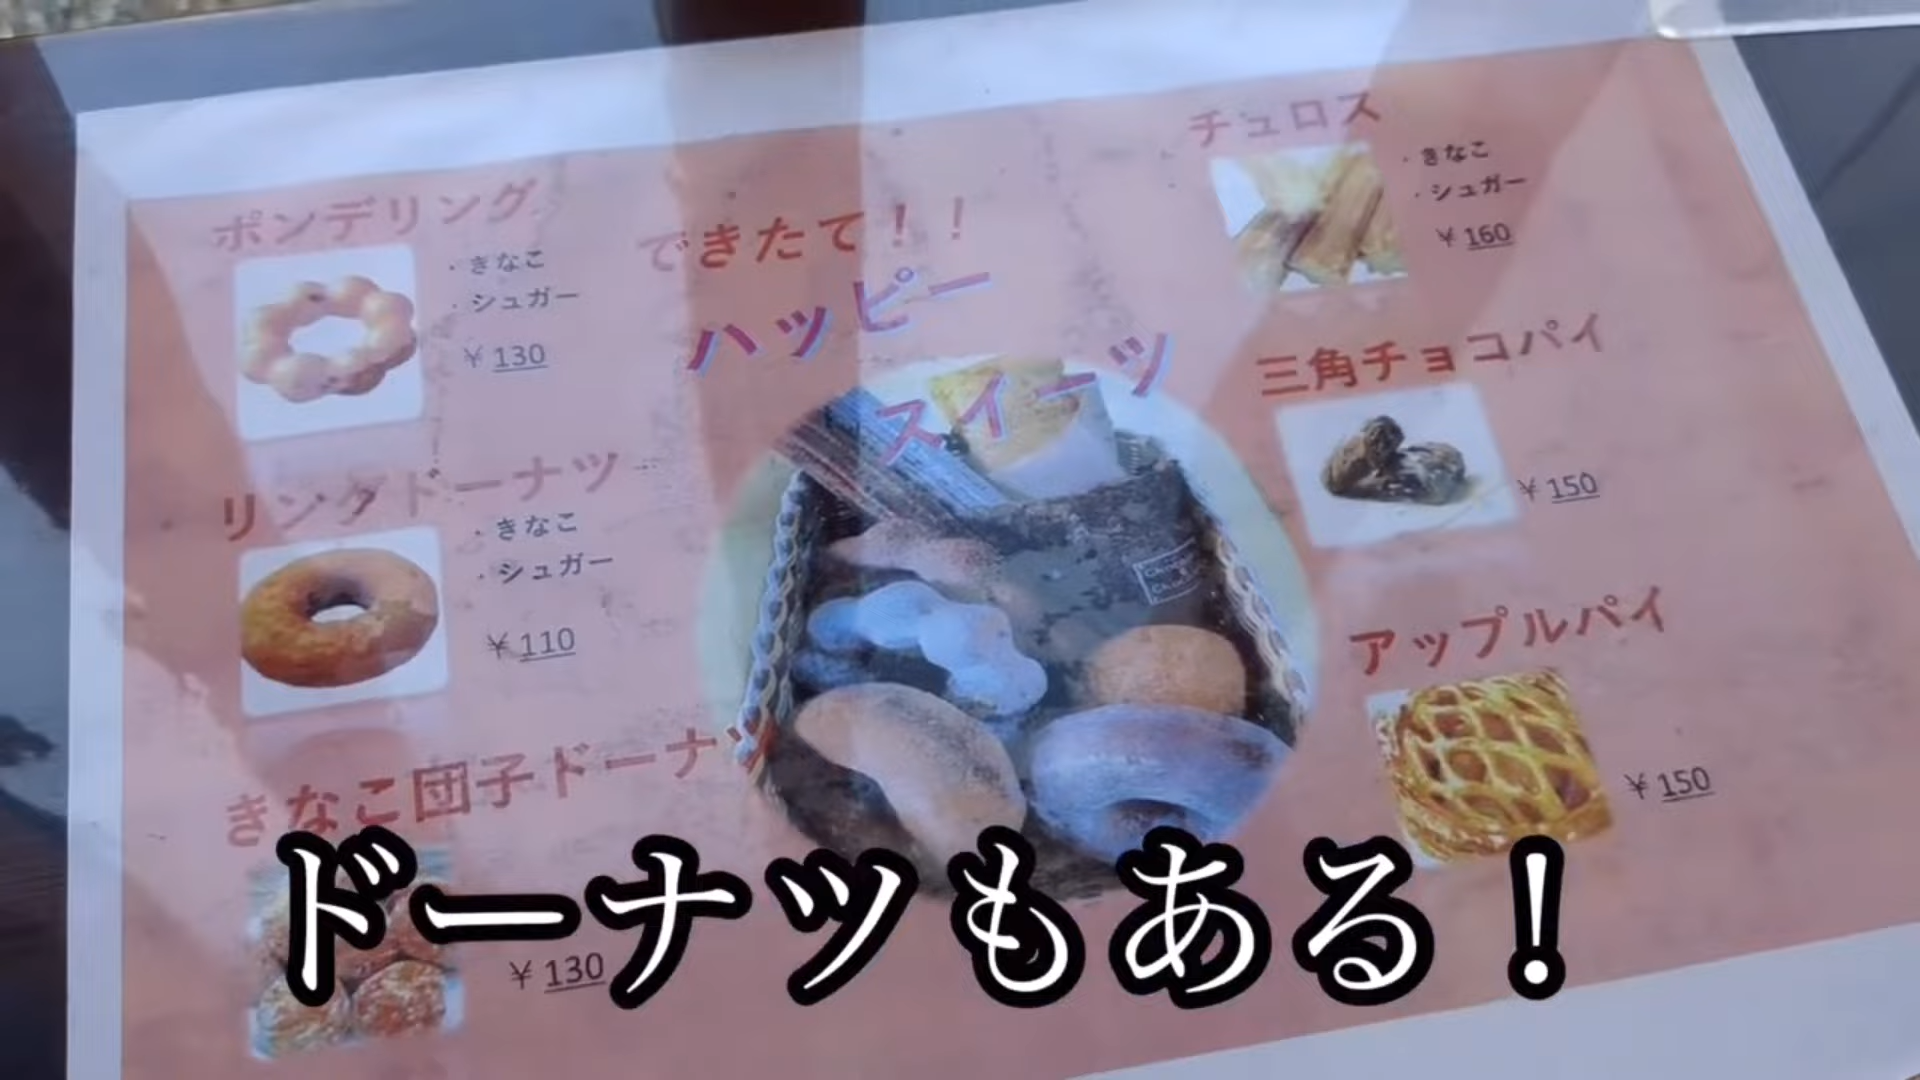 ポンデリング
・きなこ
・シュガー
¥ 130
リングドーナツ
・きなこ
・シュガー
¥ 110
きなこ団子ドーナツ
¥ 130
できたて！！
ハッピー
スイーツ
チュロス
・きなこ
・シュガー
¥ 160
三角チョコパイ
¥ 150
アップルパイ
¥ 150
ドーナツもある！